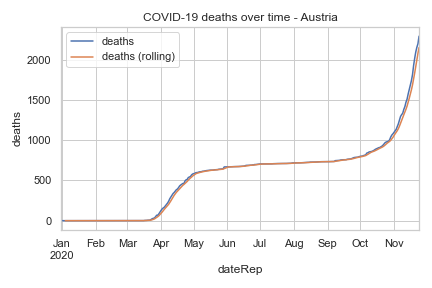 COVID-19 deaths over time - Austria
deaths
deaths (rolling)
2000
1500
1000
500
0
deaths
Jan Feb Mar Apr May Jun Jul Aug Sep Oct Nov
2020
dateRep